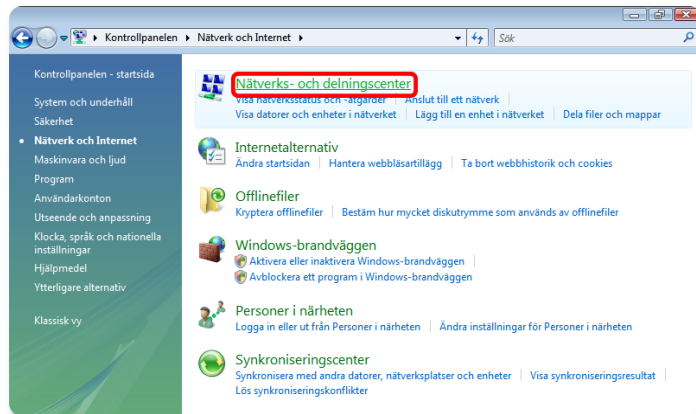 Kontrollpanelen Nätverk och Internet Sök
Kontrollpanelen - startsida
System och underhåll
Säkerhet
Nätverk och Internet
Maskinvara och ljud
Program
Användarkonton
Utseende och anpassning
Klocka, språk och nationella
inställningar
Hjälpmedel
Ytterligare alternativ
Klassisk vy
Nätverks- och delningscenter
Visa nätverksstatus och -åtgärder Anslut till ett nätverk
Visa datorer och enheter i nätverket Lägg till en enhet i nätverket Dela filer och mappar
Internetalternativ
Ändra startsidan Hantera webbläsartillägg Ta bort webbhistorik och cookies
Offlinefiler
Kryptera offlinefiler Bestäm hur mycket diskutrymme som används av offlinefiler
Windows-brandväggen
Aktivera eller inaktivera Windows-brandväggen
Avblockera ett program i Windows-brandväggen
Personer i närheten
Logga in eller ut från Personer i närheten Ändra inställningar för Personer i närheten
Synkroniseringscenter
Synkronisera med andra datorer, nätverksplatser och enheter Visa synkroniseringsresultat
Lös synkroniseringskonflikter